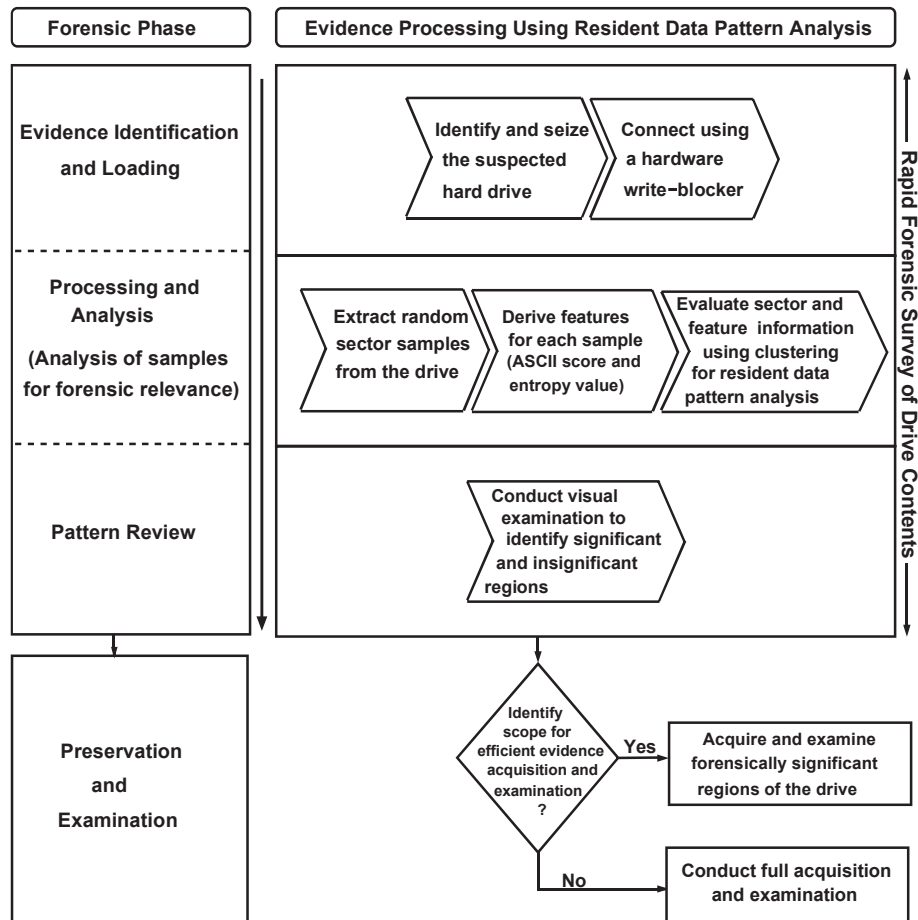 Forensic Phase
Evidence Processing Using Resident Data Pattern Analysis
Evidence Identification
and Loading
Identify and seize
the suspected
hard drive
Connect using
a hardware
write−blocker
Processing and
Analysis
(Analysis of samples
for forensic relevance)
Extract random
sector samples
from the drive
Derive features
for each sample
(ASCII score and
entropy value)
Evaluate sector and
feature information
using clustering
for resident data
pattern analysis
Pattern Review
Conduct visual
examination to
identify significant
and insignificant
regions
Rapid Forensic Survey of Drive Contents
Preservation
and
Examination
Identify
scope for
efficient evidence
acquisition and
examination
?
Yes
Acquire and examine
forensically significant
regions of the drive
No
Conduct full acquisition
and examination